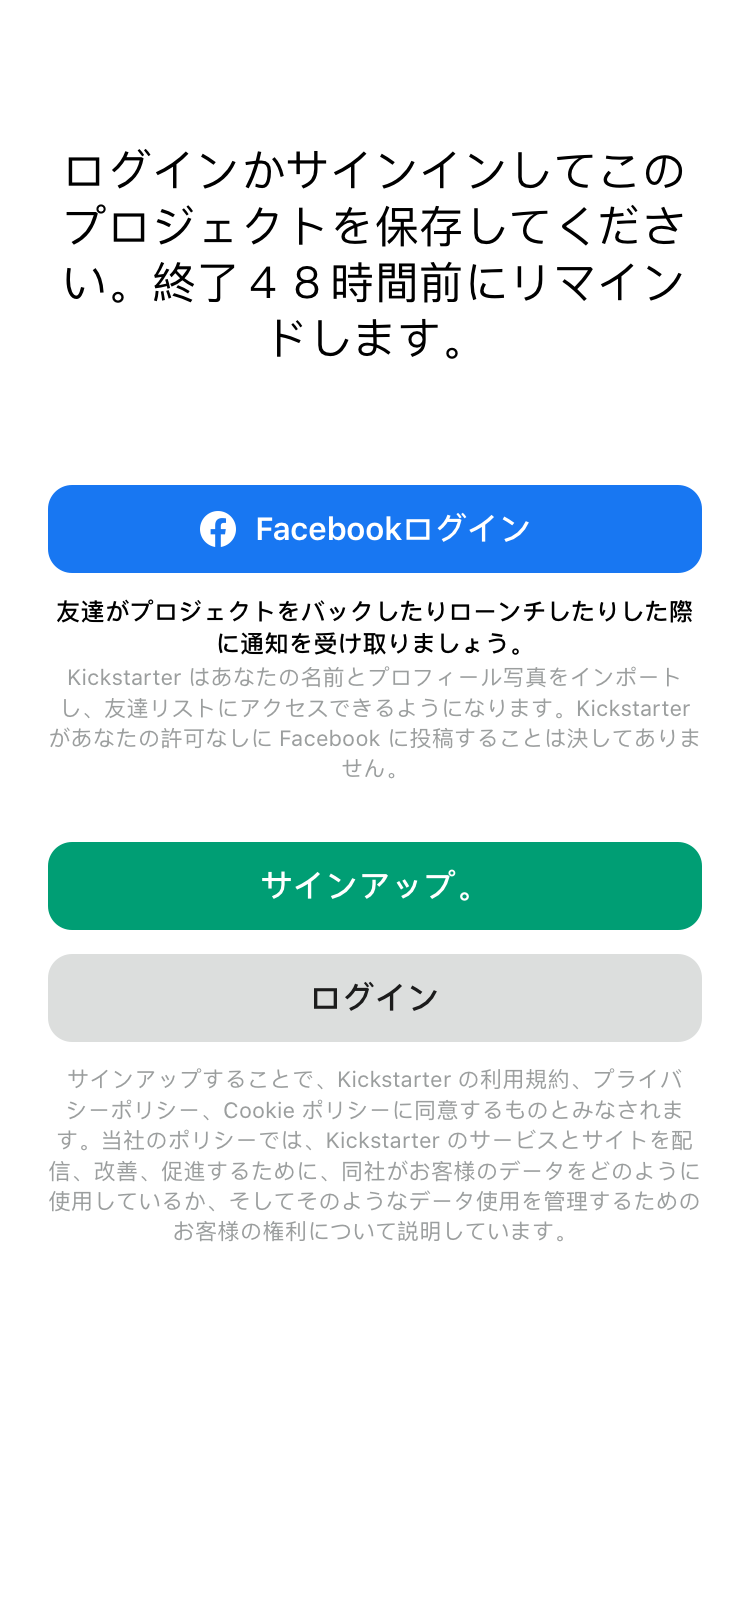 ログインかサインインしてこの
プロジェクトを保存してくださ
い。終了４８時間前にリマイン
ドします。
Facebookログイン
友達がプロジェクトをバックしたりローンチしたりした際
に通知を受け取りましょう。
Kickstarter はあなたの名前とプロフィール写真をインポート
し、友達リストにアクセスできるようになります。Kickstarter
があなたの許可なしに Facebook に投稿することは決してありま
せん。
サインアップ。
ログイン
サインアップすることで、Kickstarter の利用規約、プライバ
シーポリシー、Cookie ポリシーに同意するものとみなされま
す。当社のポリシーでは、Kickstarter のサービスとサイトを配
信、改善、促進するために、同社がお客様のデータをどのように
使用しているか、そしてそのようなデータ使用を管理するための
お客様の権利について説明しています。